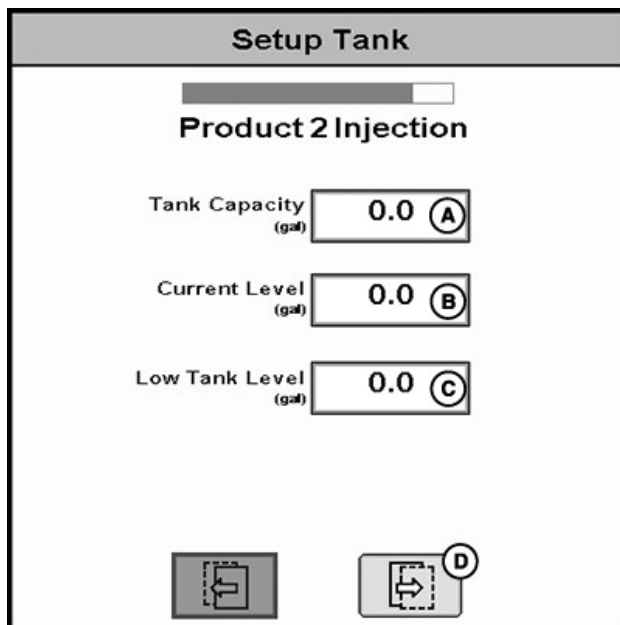 Setup Tank
Product 2 Injection
Tank Capacity 0.0 A
(gal)
Current Level 0.0 B
(gal)
Low Tank Level 0.0 C
(gal)
D